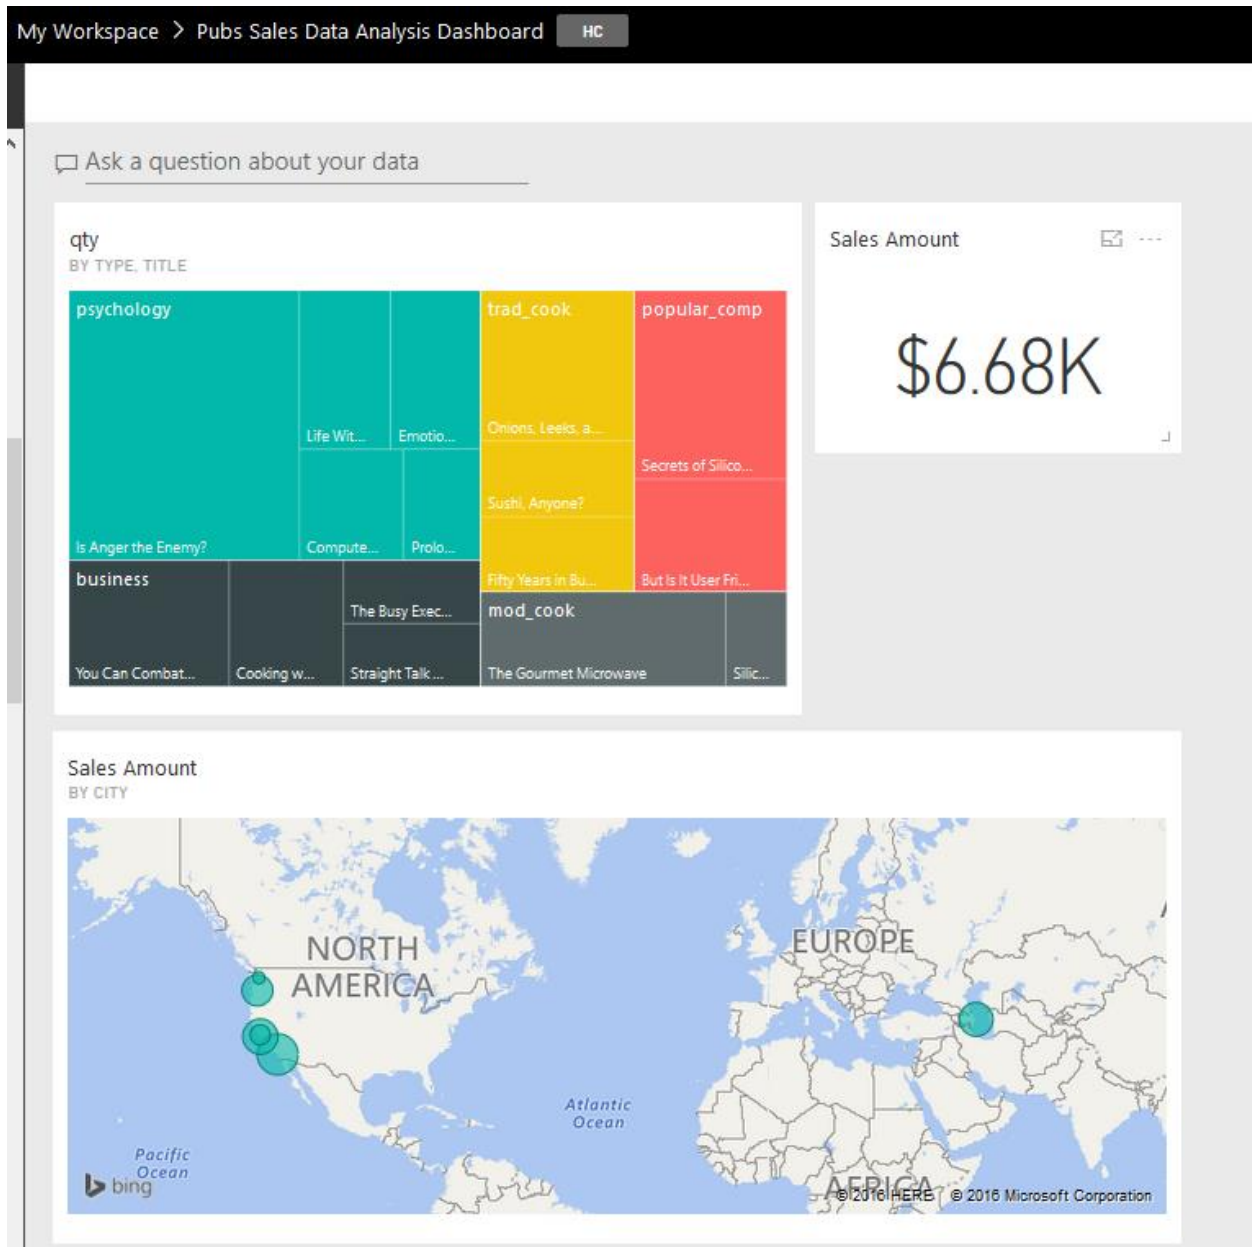 My Workspace > Pubs Sales Data Analysis Dashboard HC
Ask a question about your data
qty
BY TYPE, TITLE
psychology
Life Wit...
Emotio...
Is Anger the Enemy?
Compute...
Prolo...
business
You Can Combat...
Cooking w...
The Busy Exec...
Straight Talk ...
trad_cook
Onions, Leeks, a...
Sushi, Anyone?
Fifty Years in Bu...
popular_comp
Secrets of Silico...
But Is It User Fri...
mod_cook
The Gourmet Microwave
Silic...
Sales Amount
$6.68K
Sales Amount
BY CITY
NORTH
AMERICA
EUROPE
Atlantic
Ocean
Pacific
Ocean
AFRICA
bing
© 2016 HERE © 2016 Microsoft Corporation